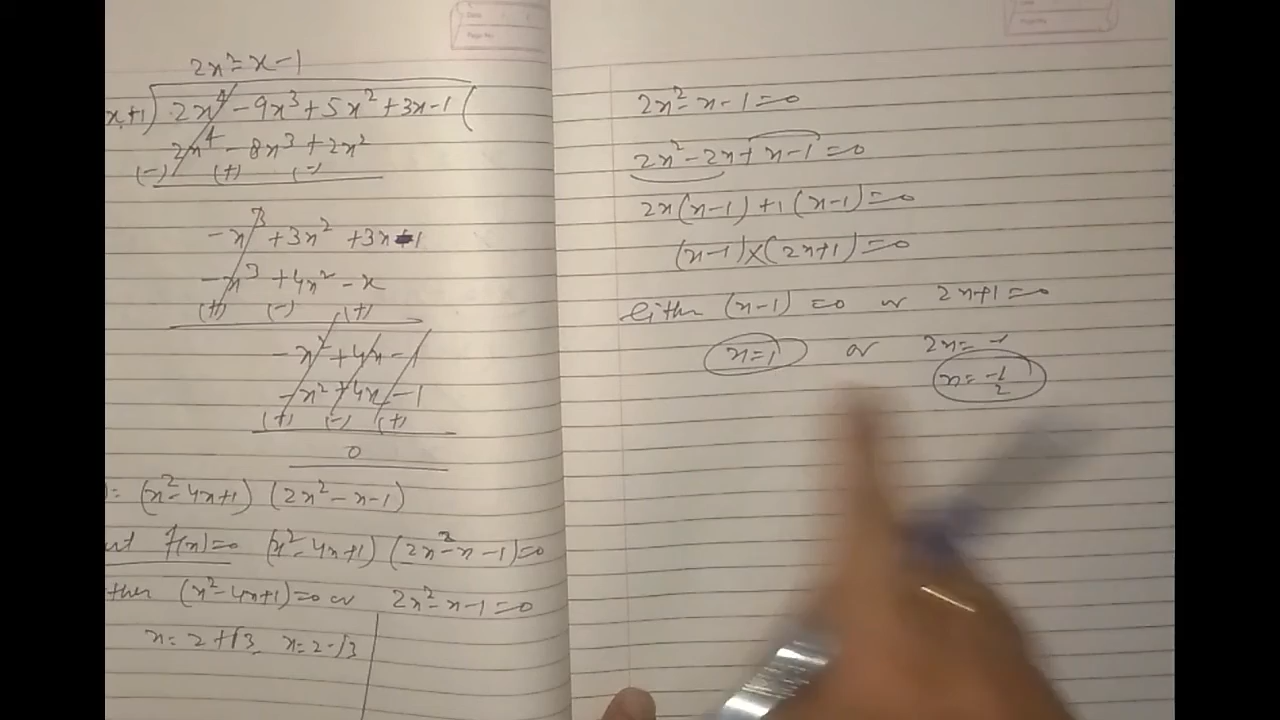 2x² - x - 1
x+1) 2x⁴ - 9x³ + 5x² + 3x - 1 (
2x⁴ - 8x³ + 2x²
(-) (+) (-)
-x³ + 3x² + 3x - 1
-x³ + 4x² - x
(+) (-) (+)
-x² + 4x - 1
-x² + 4x - 1
(+) (-) (+)
0
)= (x² - 4x + 1) (2x² - x - 1)
ut f(x) = 0 (x² - 4x + 1) (2x² - x - 1) = 0
ther (x² - 4x + 1) = 0 or 2x² - x - 1 = 0
x = 2 + √3 x = 2 - √3
2x² - x - 1 = 0
2x² - 2x + x - 1 = 0
2x(x - 1) + 1(x - 1) = 0
(x - 1) × (2x + 1) = 0
either (x - 1) = 0 or 2x + 1 = 0
x = 1 or 2x = -1
x = -1/2